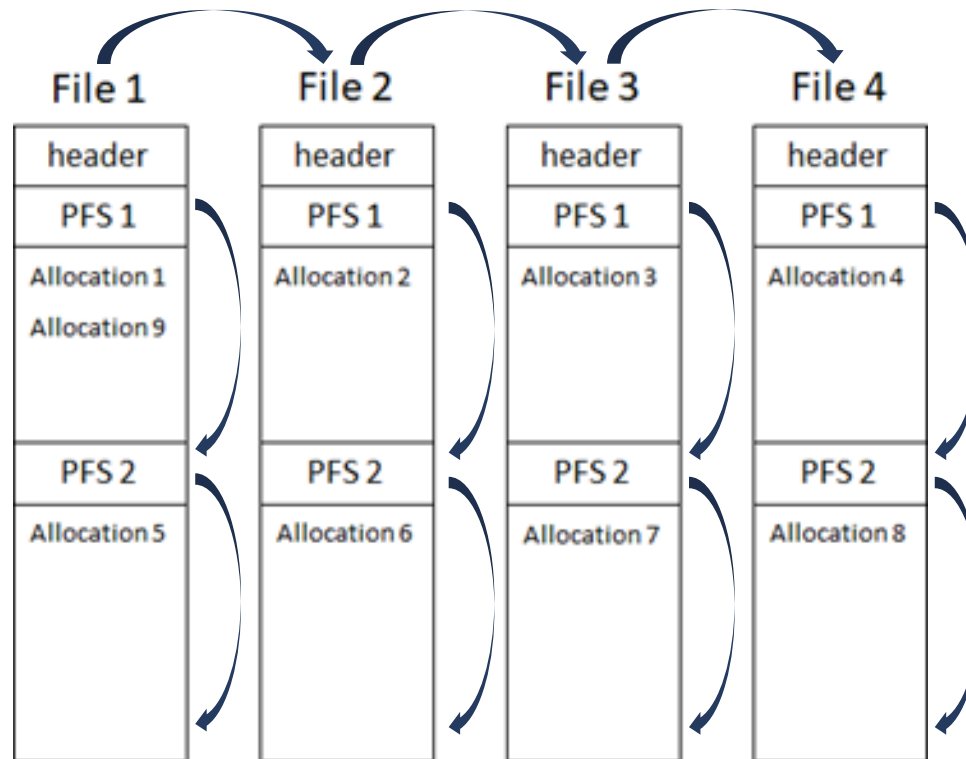 File 1
File 2
File 3
File 4
header
header
header
header
PFS 1
PFS 1
PFS 1
PFS 1
Allocation 1
Allocation 2
Allocation 3
Allocation 4
Allocation 9
PFS 2
PFS 2
PFS 2
PFS 2
Allocation 5
Allocation 6
Allocation 7
Allocation 8